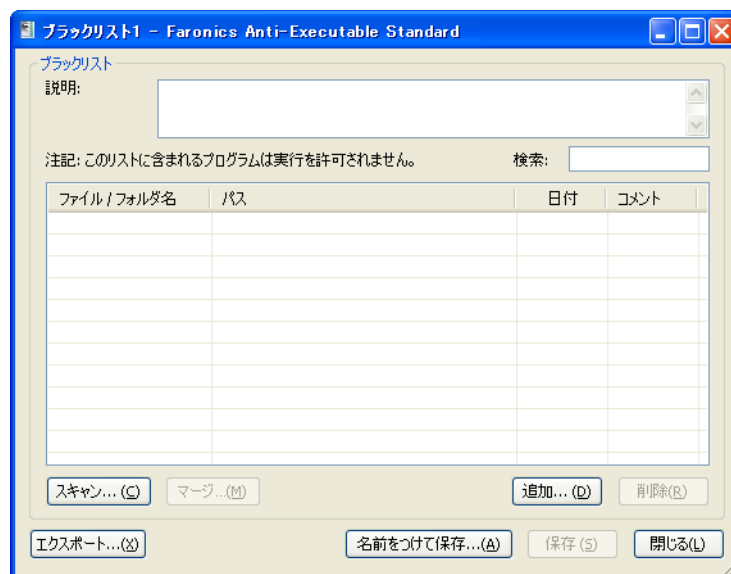 ブラックリスト1 - Faronics Anti-Executable Standard
ブラックリスト
説明:
注記: このリストに含まれるプログラムは実行を許可されません。 検索:
ファイル / フォルダ名 パス 日付 コメント
スキャン... (C) マージ...(M) 追加... (D) 削除(R)
エクスポート...(X) 名前をつけて保存...(A) 保存 (S) 閉じる(L)